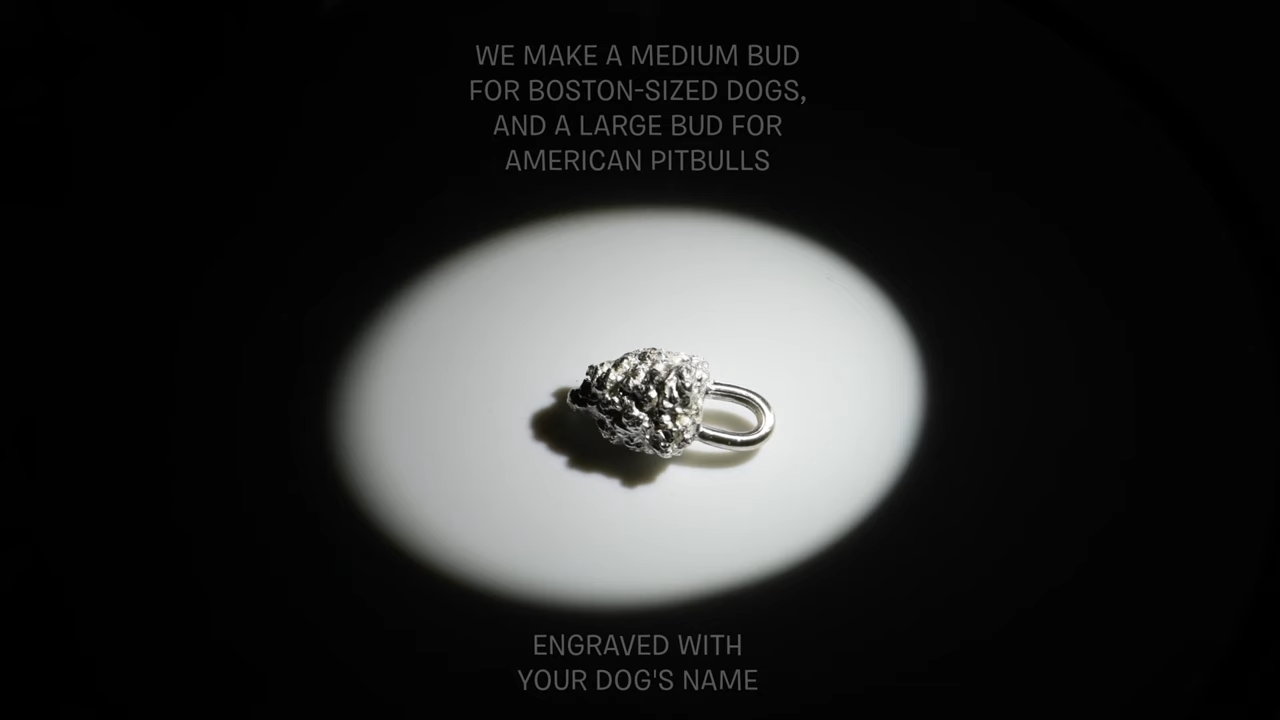 WE MAKE A MEDIUM BUD
FOR BOSTON-SIZED DOGS,
AND A LARGE BUD FOR
AMERICAN PITBULLS
ENGRAVED WITH
YOUR DOG'S NAME